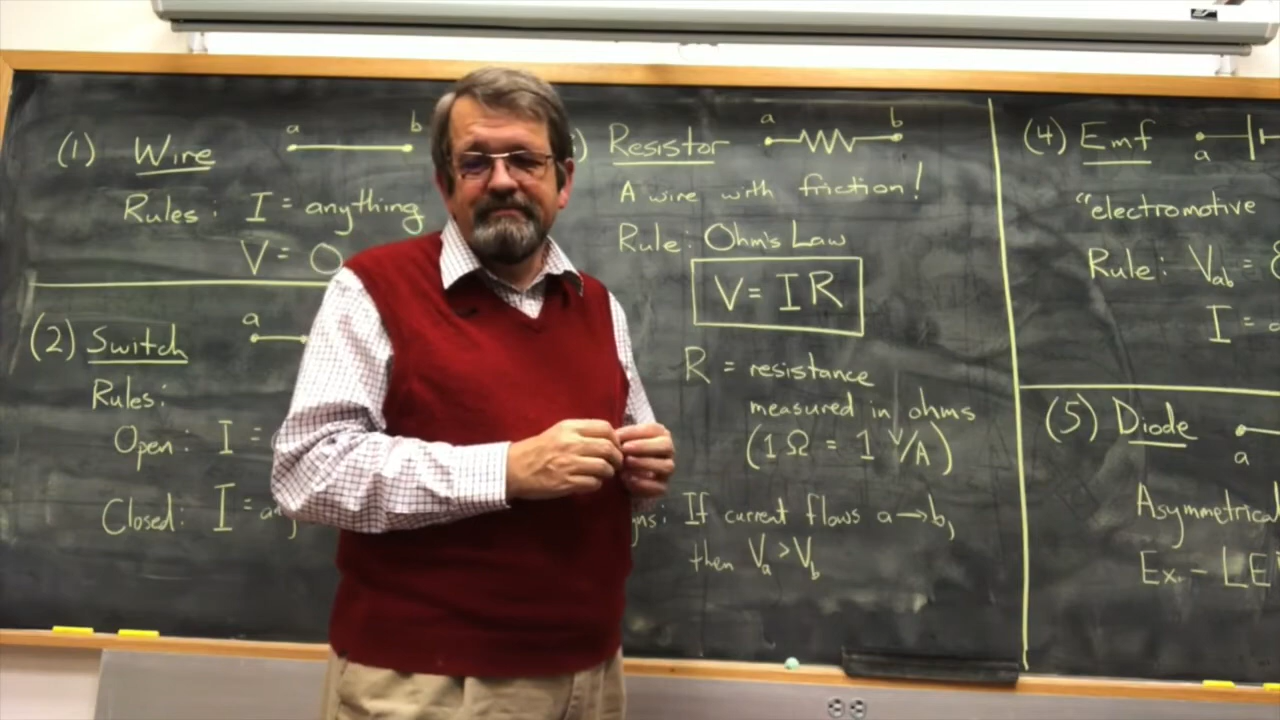 (1) Wire
a b
Rules: I = anything
V = 0
(2) Switch
a
Rules:
Open: I =
Closed: I =
) Resistor
a b
A wire with friction!
Rule: Ohm's Law
V = IR
R = resistance
measured in ohms
(1 Ω = 1 V/A)
If current flows a→b,
then Va > Vb
(4) Emf
a
"electromotive
Rule: Vab =
I =
(5) Diode
a
Asymmetrical
Ex. - LE